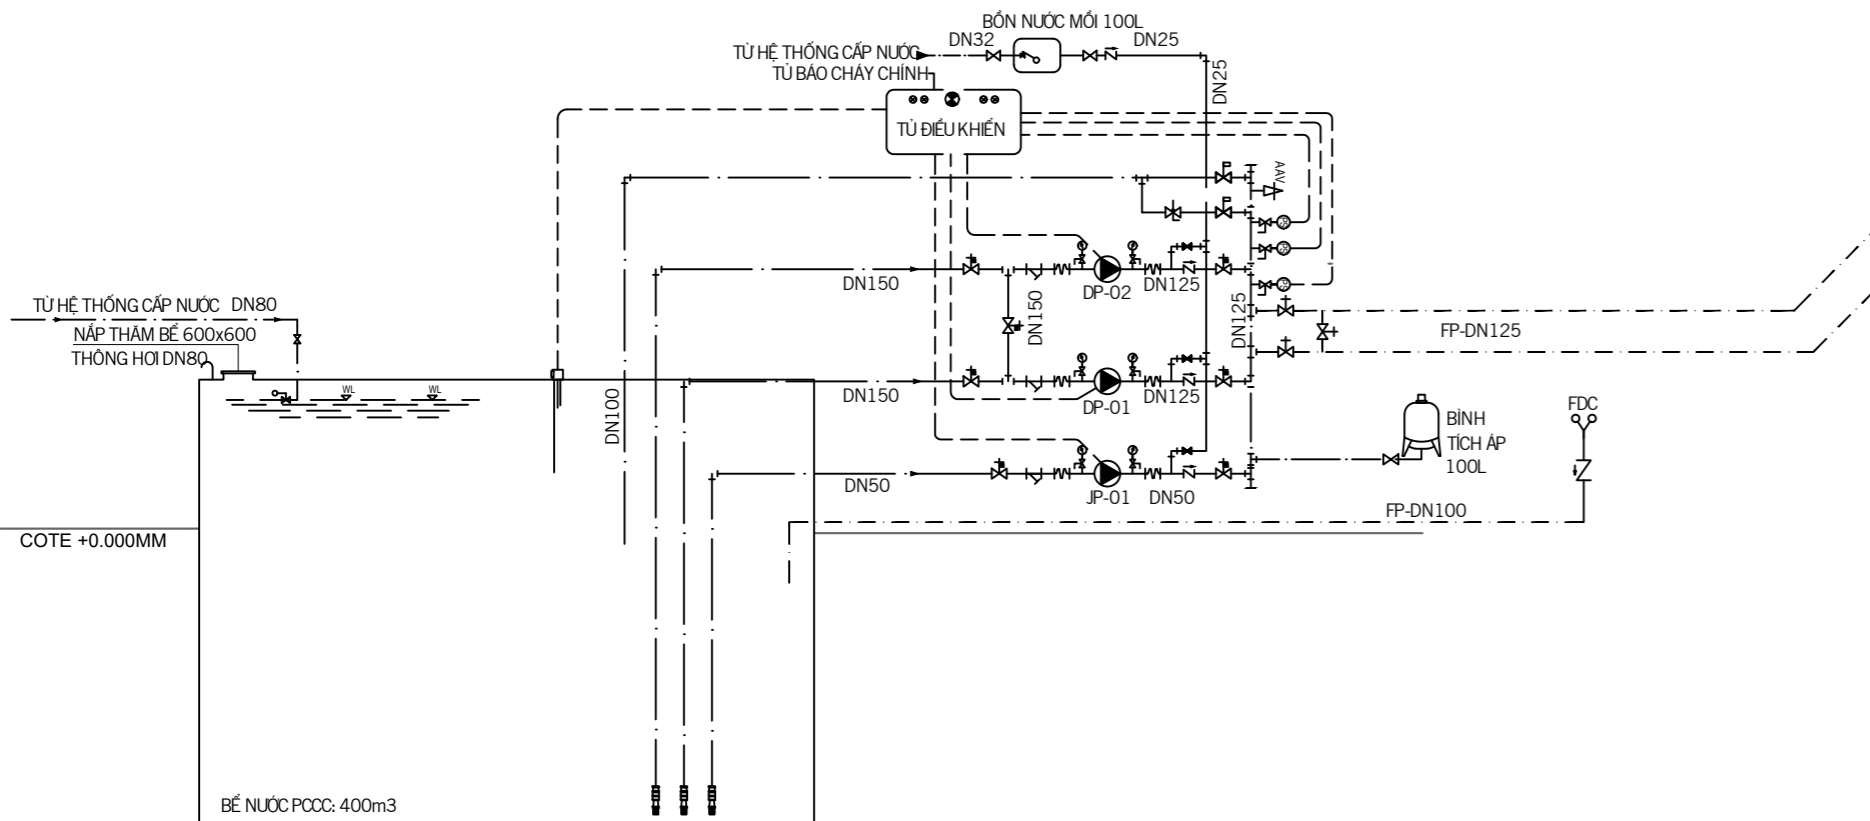 BỒN NƯỚC MỒI 100L
TỪ HỆ THỐNG CẤP NƯỚC
DN32
DN25
TỦ BÁO CHÁY CHÍNH
DN25
TỦ ĐIỀU KHIỂN
AAV
DN150
DP-02
DN125
TỪ HỆ THỐNG CẤP NƯỚC DN80
NẮP THĂM BỂ 600x600
THÔNG HƠI DN80
DN150
DN125
FP-DN125
WL
WL
DN100
DN150
DP-01
DN125
BÌNH
TÍCH ÁP
100L
FDC
DN50
JP-01
DN50
FP-DN100
COTE +0.000MM
BỂ NƯỚC PCCC: 400m3